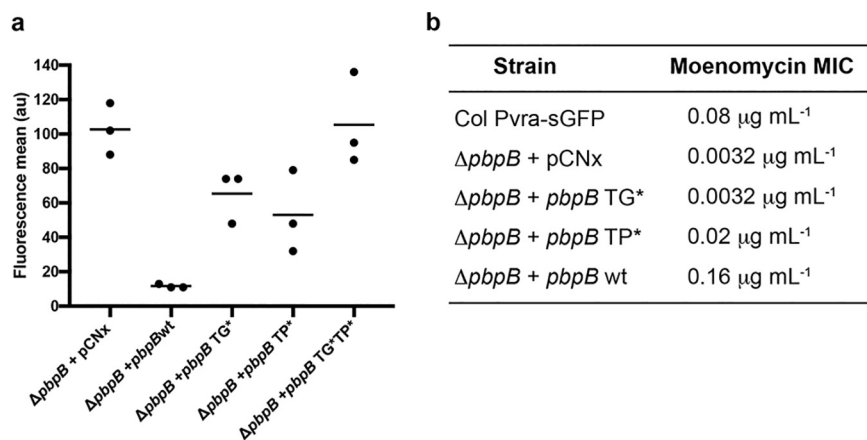 a
Fluorescence mean (au)
140
120
100
80
60
40
20
0
ΔpbpB + pCNx
ΔpbpB +pbpBwt
ΔpbpB +pbpB TG*
ΔpbpB +pbpB TP*
ΔpbpB +pbpB TG*TP*
b
Strain Moenomycin MIC
Col Pvra-sGFP 0.08 μg mL⁻¹
ΔpbpB + pCNx 0.0032 μg mL⁻¹
ΔpbpB + pbpB TG* 0.0032 μg mL⁻¹
ΔpbpB + pbpB TP* 0.02 μg mL⁻¹
ΔpbpB + pbpB wt 0.16 μg mL⁻¹